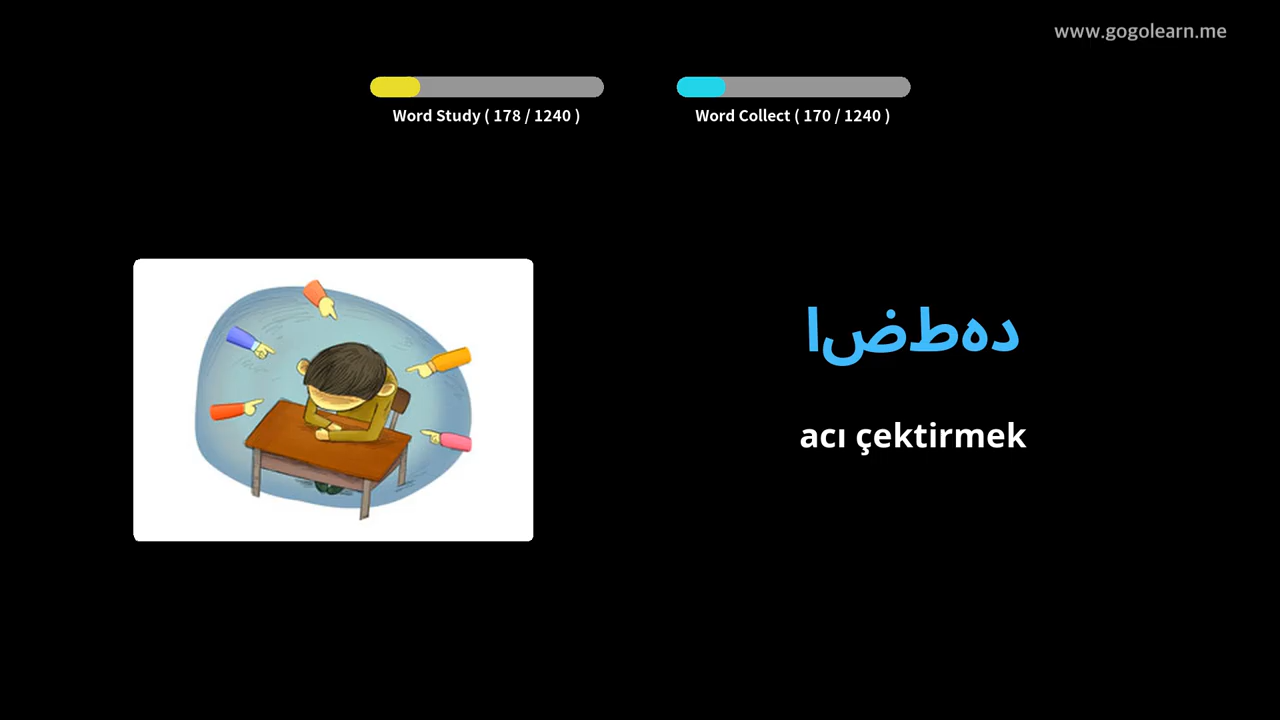 www.gogolearn.me
Word Study ( 178 / 1240 )
Word Collect ( 170 / 1240 )
اضطهد
acı çektirmek